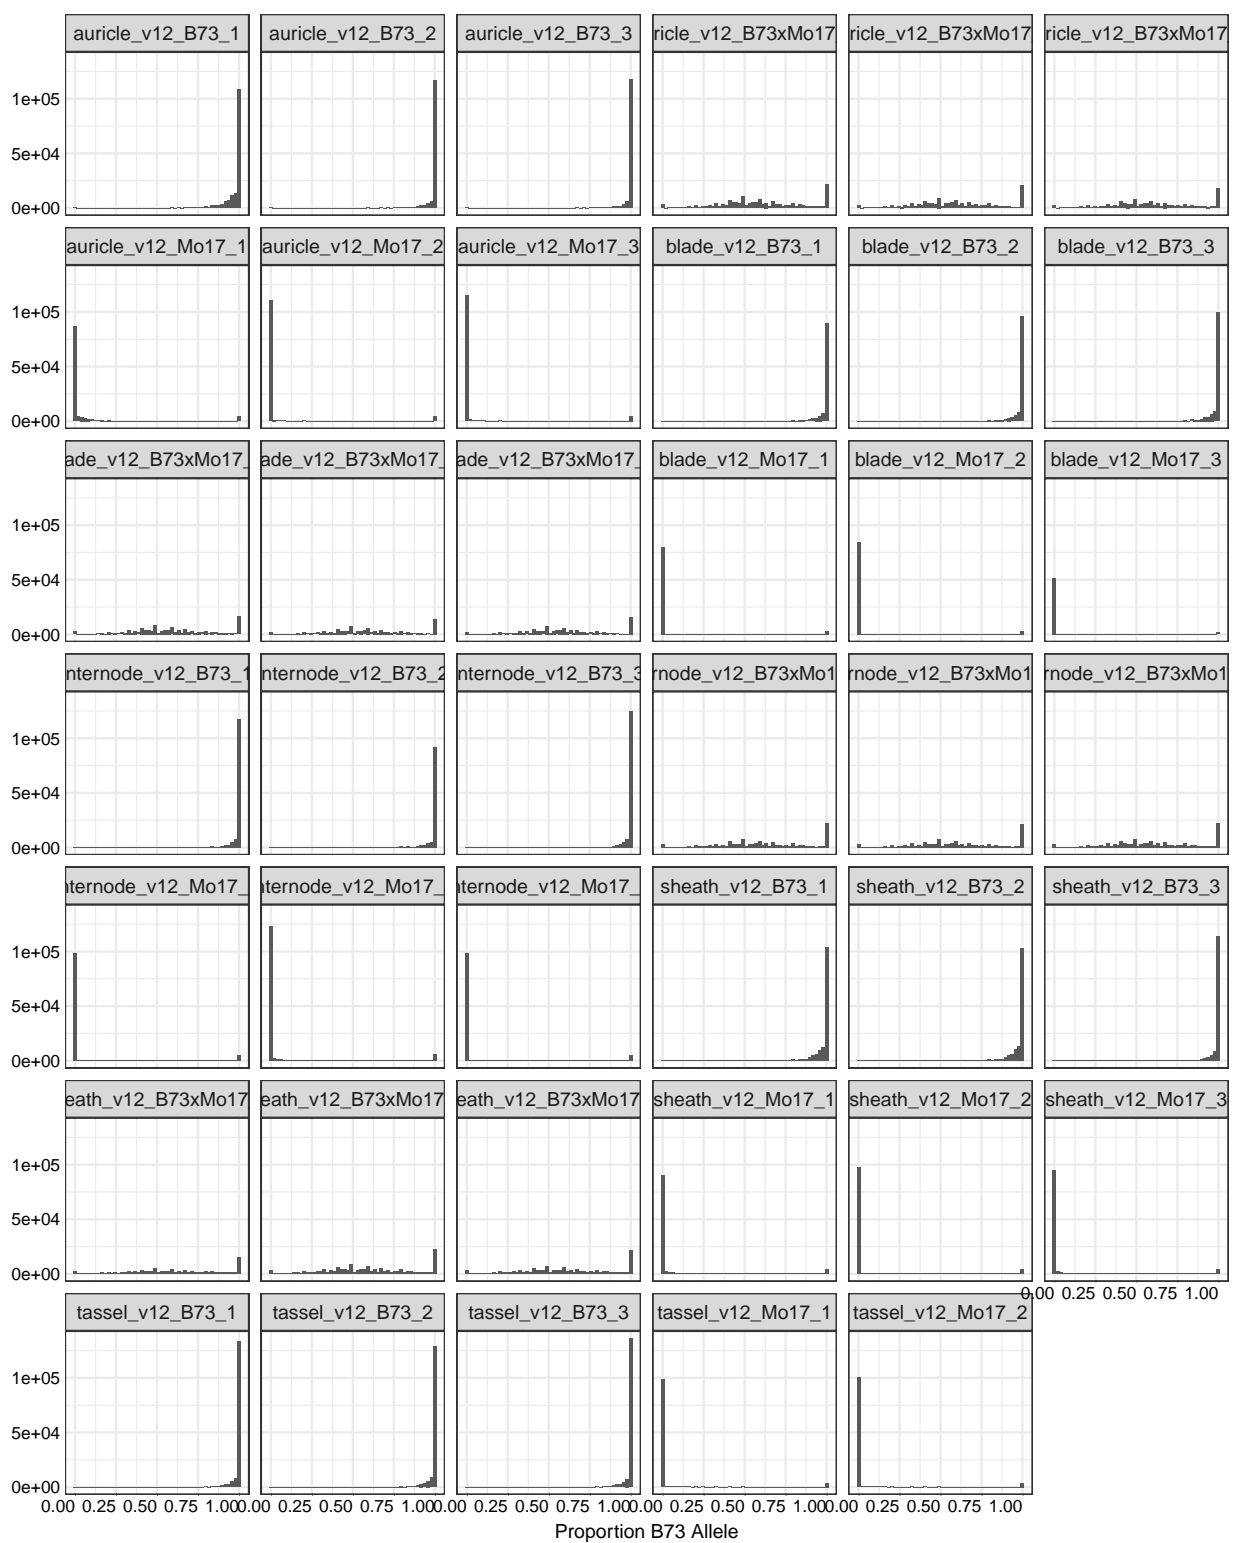 auricle_v12_B73_1 auricle_v12_B73_2 auricle_v12_B73_3 ricle_v12_B73xMo17 ricle_v12_B73xMo17 ricle_v12_B73xMo17
1e+05
5e+04
0e+00
auricle_v12_Mo17_1 auricle_v12_Mo17_2 auricle_v12_Mo17_3 blade_v12_B73_1 blade_v12_B73_2 blade_v12_B73_3
1e+05
5e+04
0e+00
ade_v12_B73xMo17_ ade_v12_B73xMo17_ ade_v12_B73xMo17_ blade_v12_Mo17_1 blade_v12_Mo17_2 blade_v12_Mo17_3
1e+05
5e+04
0e+00
nternode_v12_B73_1 nternode_v12_B73_2 nternode_v12_B73_3 rnode_v12_B73xMo1 rnode_v12_B73xMo1 rnode_v12_B73xMo1
1e+05
5e+04
0e+00
nternode_v12_Mo17_ nternode_v12_Mo17_ nternode_v12_Mo17_ sheath_v12_B73_1 sheath_v12_B73_2 sheath_v12_B73_3
1e+05
5e+04
0e+00
eath_v12_B73xMo17 eath_v12_B73xMo17 eath_v12_B73xMo17 sheath_v12_Mo17_1 sheath_v12_Mo17_2 sheath_v12_Mo17_3
1e+05
5e+04
0e+00
0.00 0.25 0.50 0.75 1.00
tassel_v12_B73_1 tassel_v12_B73_2 tassel_v12_B73_3 tassel_v12_Mo17_1 tassel_v12_Mo17_2
1e+05
5e+04
0e+00
0.00 0.25 0.50 0.75 1.00 0.00 0.25 0.50 0.75 1.00 0.00 0.25 0.50 0.75 1.00 0.00 0.25 0.50 0.75 1.00 0.00 0.25 0.50 0.75 1.00
Proportion B73 Allele